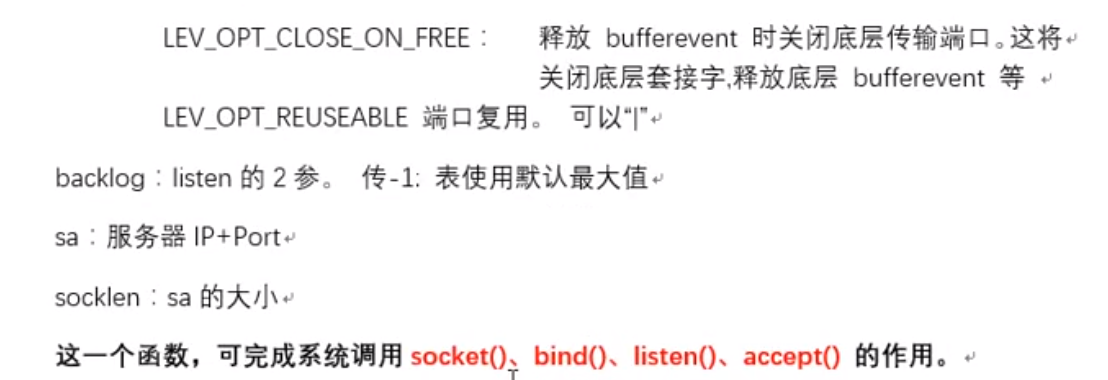 LEV_OPT_CLOSE_ON_FREE： 释放 bufferevent 时关闭底层传输端口。这将
关闭底层套接字,释放底层 bufferevent 等
LEV_OPT_REUSEABLE 端口复用。 可以“|”
backlog：listen 的 2 参。 传-1: 表使用默认最大值
sa：服务器 IP+Port
socklen：sa 的大小
这一个函数，可完成系统调用 socket()、bind()、listen()、accept() 的作用。